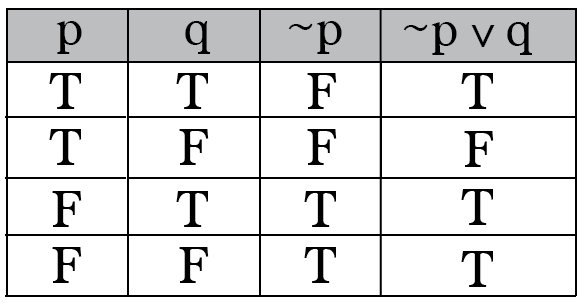 p q ~p ~p ∨ q
T T F T
T F F F
F T T T
F F T T